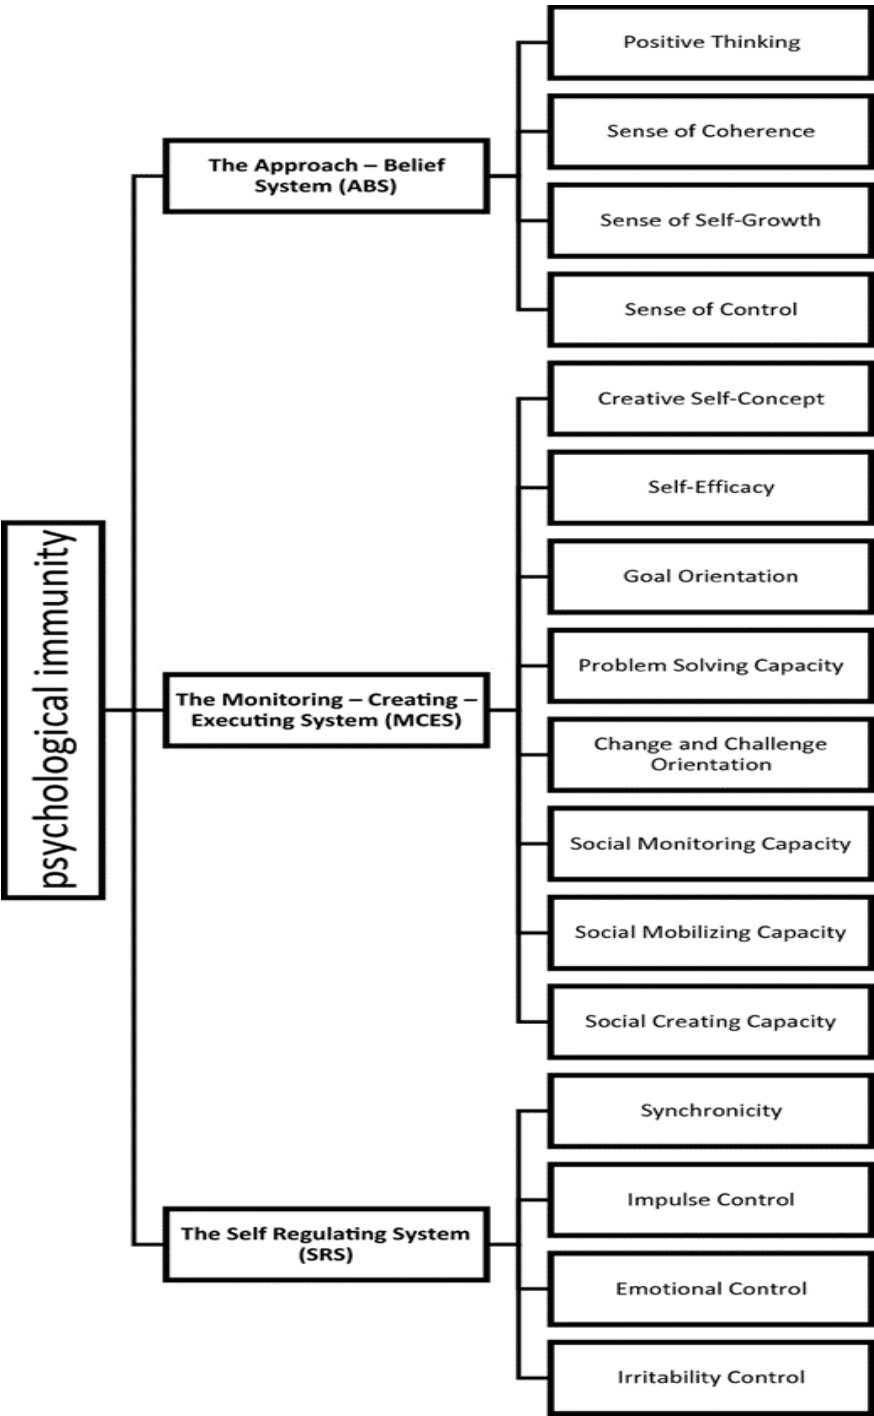 psychological immunity
The Approach – Belief
System (ABS)
Positive Thinking
Sense of Coherence
Sense of Self-Growth
Sense of Control
The Monitoring – Creating –
Executing System (MCES)
Creative Self-Concept
Self-Efficacy
Goal Orientation
Problem Solving Capacity
Change and Challenge
Orientation
Social Monitoring Capacity
Social Mobilizing Capacity
Social Creating Capacity
The Self Regulating System
(SRS)
Synchronicity
Impulse Control
Emotional Control
Irritability Control